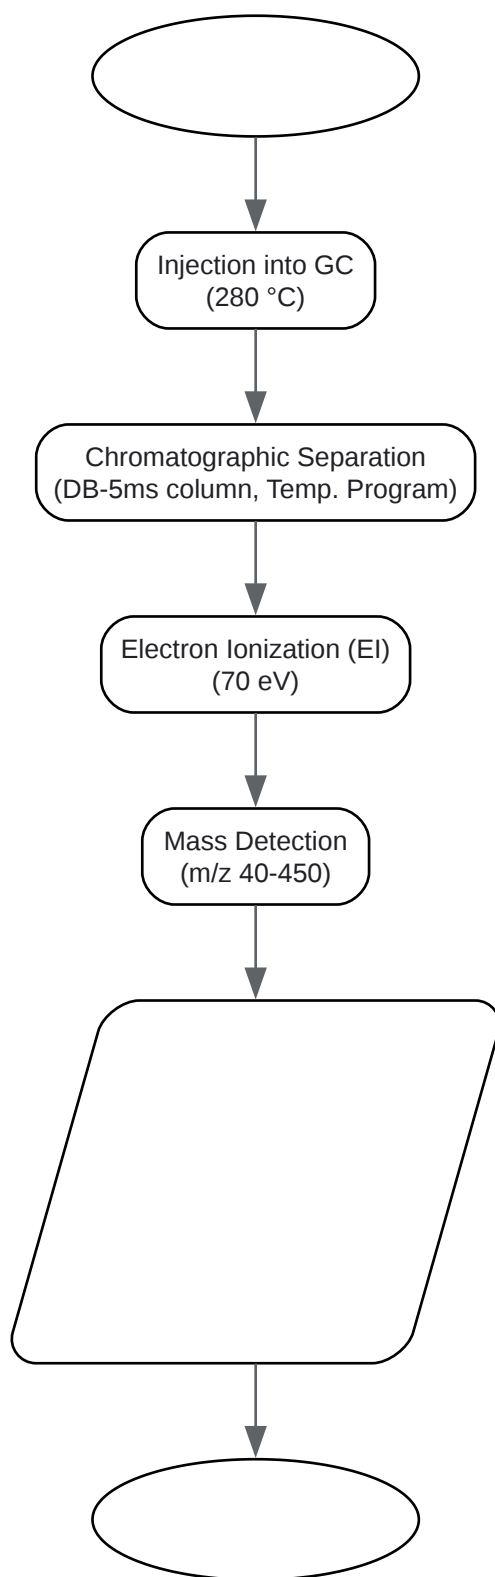 Injection into GC
(280 °C)
Chromatographic Separation
(DB-5ms column, Temp. Program)
Electron Ionization (EI)
(70 eV)
Mass Detection
(m/z 40-450)